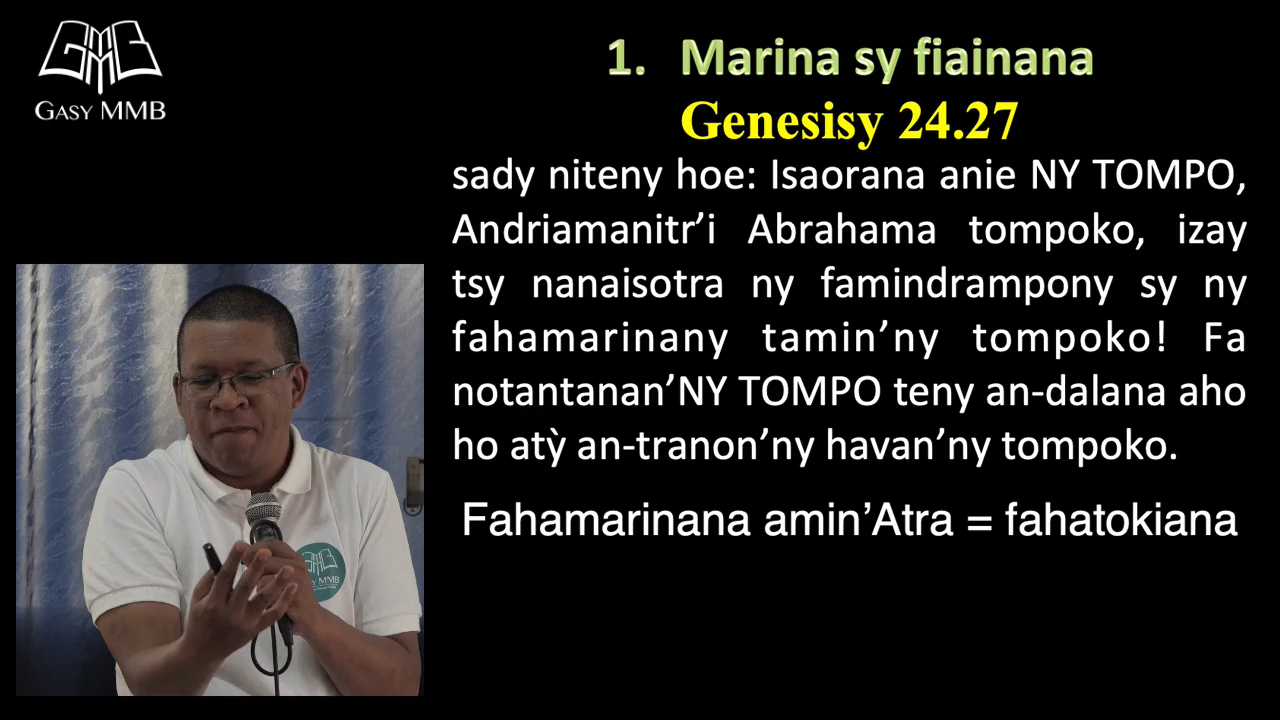 GMMB
GASY MMB
1. Marina sy fiainana
Genesisy 24.27
sady niteny hoe: Isaorana anie NY TOMPO,
Andriamanitr’i Abrahama tompoko, izay
tsy nanaisotra ny famindrampony sy ny
fahamarinany tamin’ny tompoko! Fa
notantanan’NY TOMPO teny an-dalana aho
ho atỳ an-tranon’ny havan’ny tompoko.
Fahamarinana amin’Atra = fahatokiana